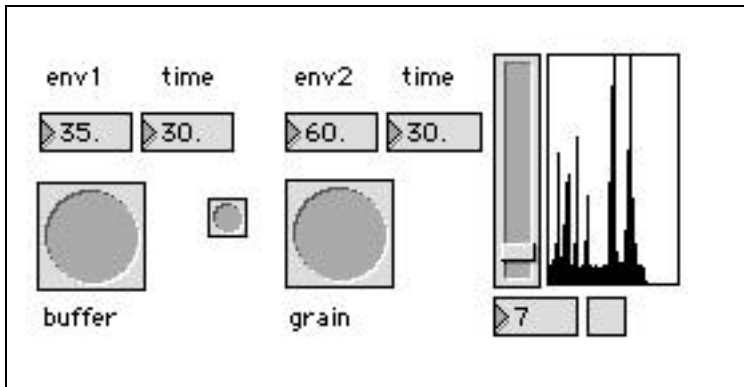 env1 time env2 time
35. 30. 60. 30.
buffer grain
7